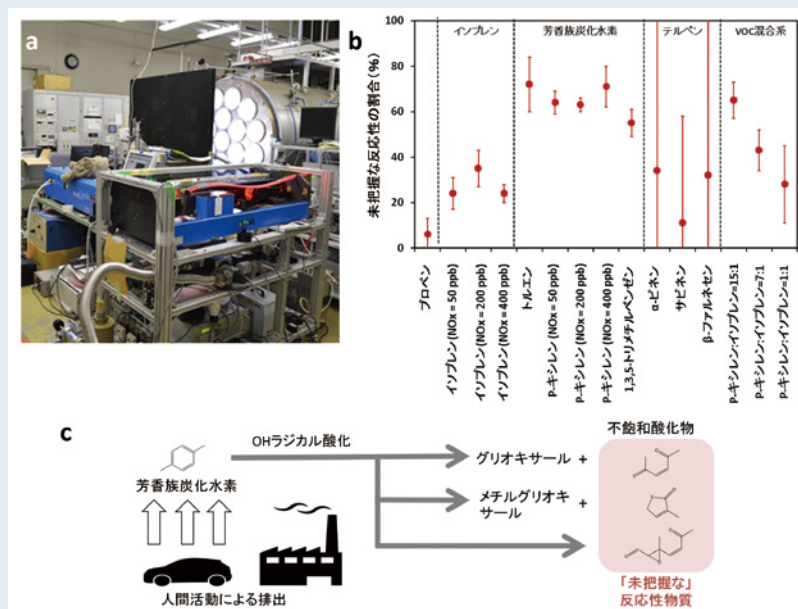 a
b
イソプレン
芳香族炭化水素
テルペン
VOC混合系
未把握な反応性の割合(%)
100
80
60
40
20
0
プロペン
イソプレン (NOx = 50 ppb)
イソプレン (NOx = 200 ppb)
イソプレン (NOx = 400 ppb)
トルエン
p-キシレン (NOx = 50 ppb)
p-キシレン (NOx = 200 ppb)
p-キシレン (NOx = 400 ppb)
1,3,5-トリメチルベンゼン
α-ピネン
サビネン
β-ファルネセン
p-キシレン:イソプレン=15:1
p-キシレン:イソプレン=7:1
p-キシレン:イソプレン=1:1
c
OHラジカル酸化
芳香族炭化水素
人間活動による排出
グリオキサール +
メチルグリオキ
サール +
不飽和酸化物
「未把握な」
反応性物質